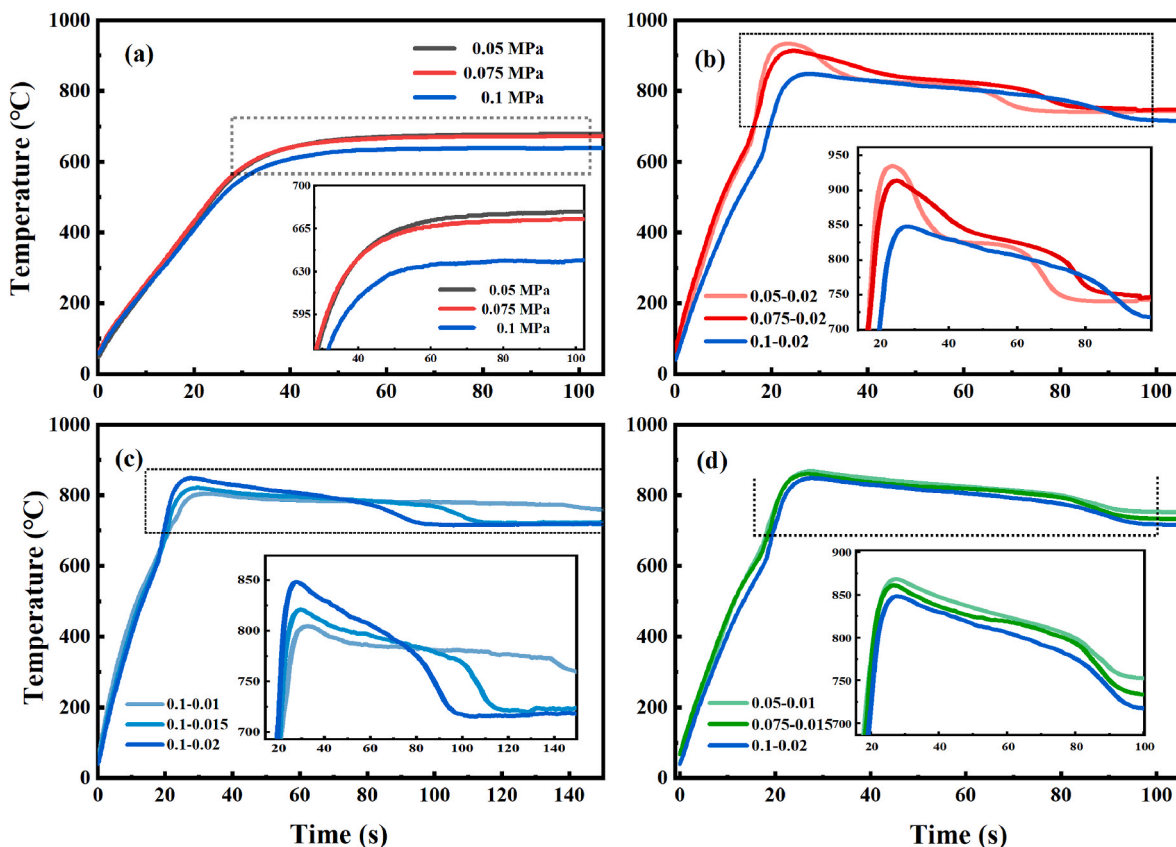 (a)
0.05 MPa
0.075 MPa
0.1 MPa
Temperature (°C)
1000
800
600
400
200
0
0 20 40 60 80 100
700
665
630
595
40 60 80 100
0.05 MPa
0.075 MPa
0.1 MPa
(b)
1000
800
600
400
200
0
0 20 40 60 80 100
0.05-0.02
0.075-0.02
0.1-0.02
950
900
850
800
750
700
20 40 60 80
(c)
Temperature (°C)
1000
800
600
400
200
0
0 20 40 60 80 100 120 140
0.1-0.01
0.1-0.015
0.1-0.02
850
800
750
700
20 40 60 80 100 120 140
Time (s)
(d)
1000
800
600
400
200
0
0 20 40 60 80 100
0.05-0.01
0.075-0.015
0.1-0.02
900
850
800
750
700
20 40 60 80 100
Time (s)